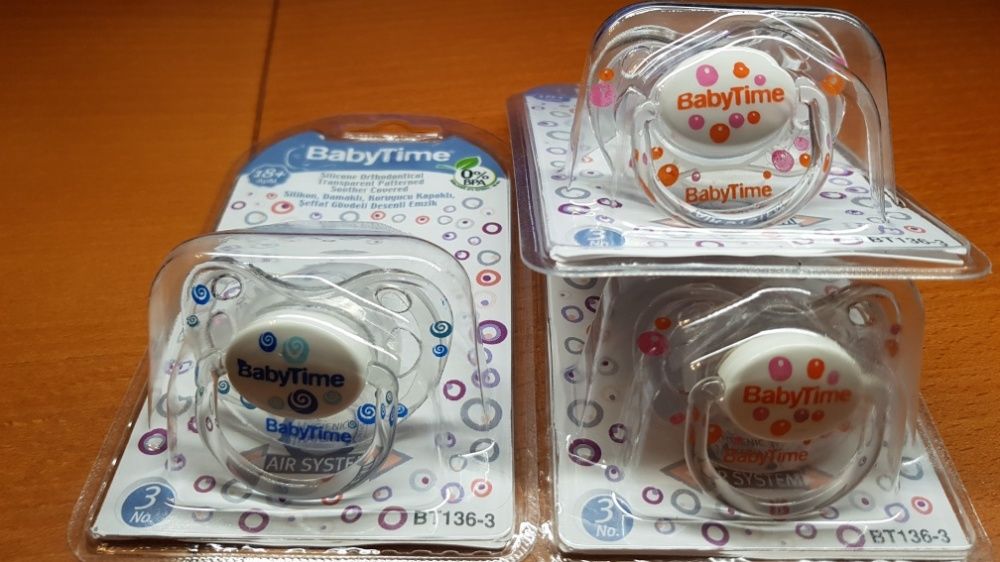 BabyTime
18+
Aylık
0%
BPA
Silicone Orthodontical
Transparent Patterned
Soother Covered
Silikon, Damaklı, Koruyucu Kapaklı,
Şeffaf Gövdeli Desenli Emzik
BabyTime
BabyTime
AIR SYSTEM
3
No.
BT136-3
BabyTime
BabyTime
3
No.
BT136-3
BabyTime
BabyTime
AIR SYSTEM
3
No.
BT136-3